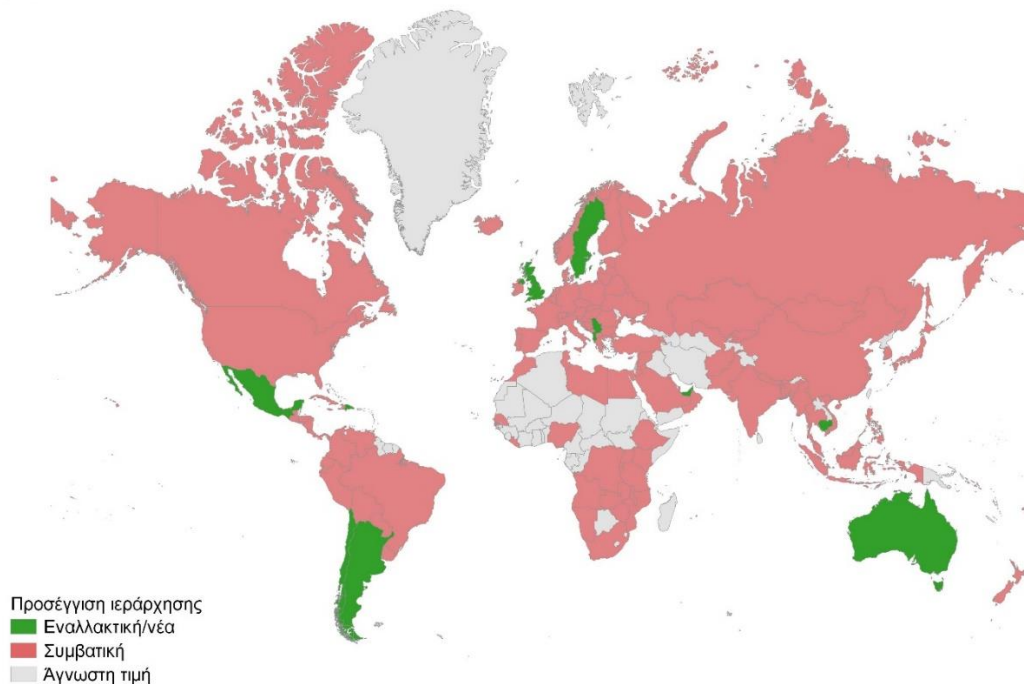 Προσέγγιση ιεράρχησης
Εναλλακτική/νέα
Συμβατική
Άγνωστη τιμή